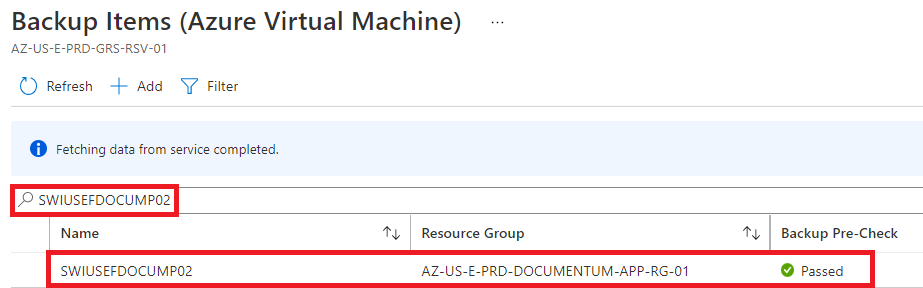 Backup Items (Azure Virtual Machine) ...
AZ-US-E-PRD-GRS-RSV-01
Refresh Add Filter
Fetching data from service completed.
SWIUSEFDOCUMP02
Name Resource Group Backup Pre-Check
SWIUSEFDOCUMP02 AZ-US-E-PRD-DOCUMENTUM-APP-RG-01 Passed